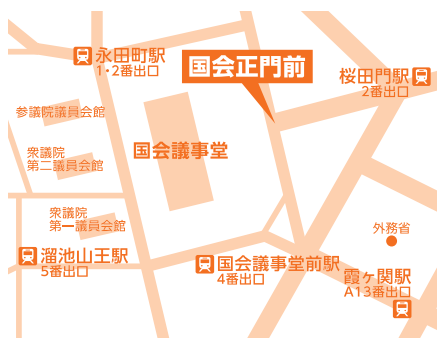 永田町駅
1・2番出口
国会正門前
桜田門駅
2番出口
参議院議員会館
国会議事堂
衆議院
第二議員会館
衆議院
第一議員会館
外務省
溜池山王駅
5番出口
国会議事堂前駅
4番出口
霞ヶ関駅
A13番出口